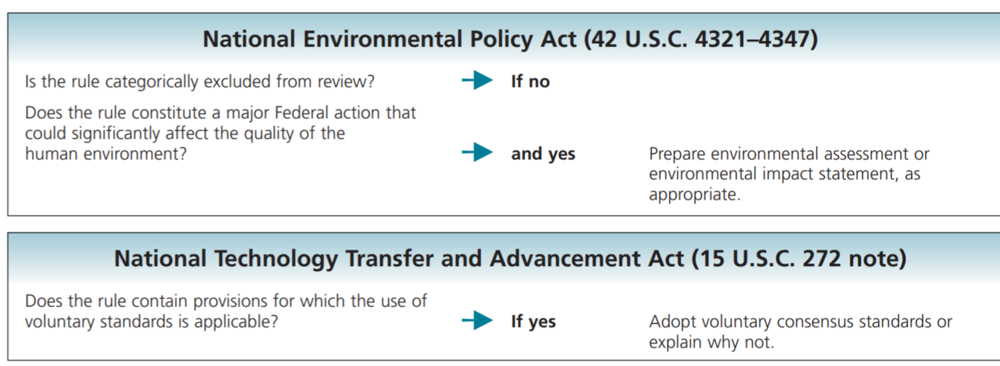 National Environmental Policy Act (42 U.S.C. 4321–4347)
Is the rule categorically excluded from review?
If no
Does the rule constitute a major Federal action that
could significantly affect the quality of the
human environment?
and yes
Prepare environmental assessment or
environmental impact statement, as
appropriate.
National Technology Transfer and Advancement Act (15 U.S.C. 272 note)
Does the rule contain provisions for which the use of
voluntary standards is applicable?
If yes
Adopt voluntary consensus standards or
explain why not.